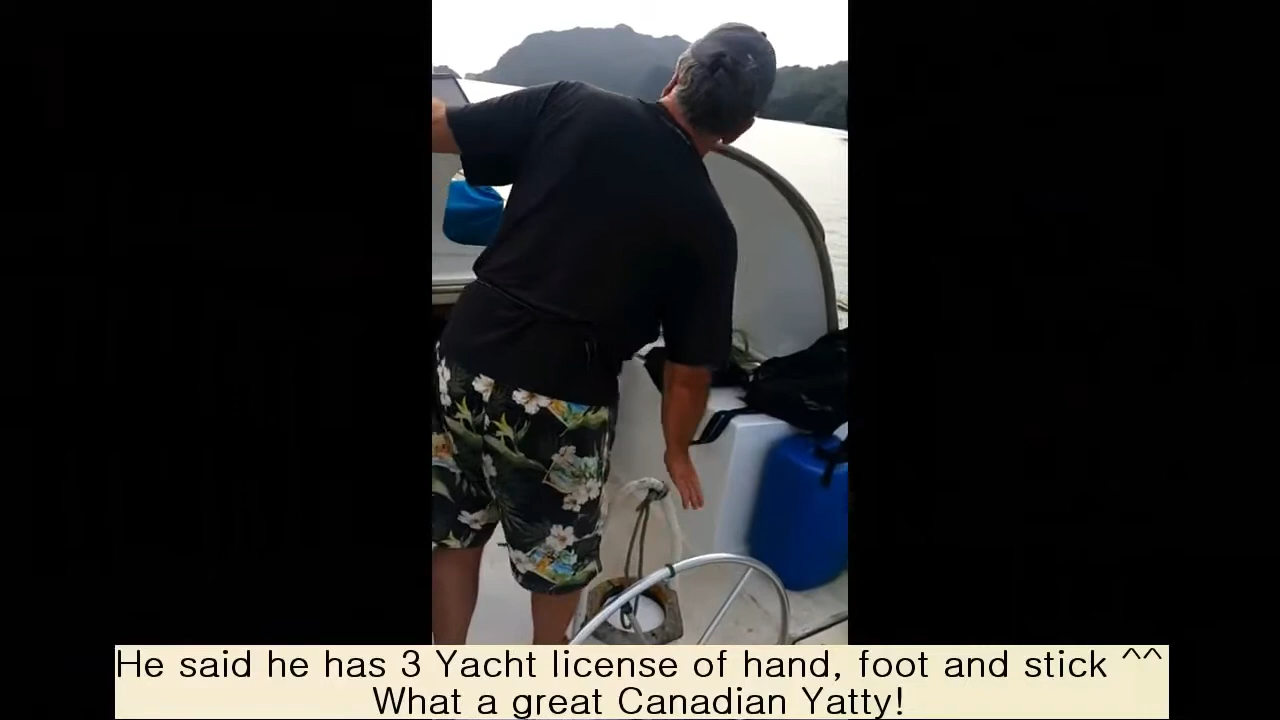 He said he has 3 Yacht license of hand, foot and stick ^^
What a great Canadian Yatty!